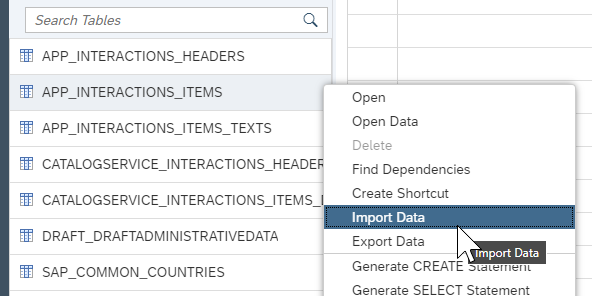 Search Tables
APP_INTERACTIONS_HEADERS
APP_INTERACTIONS_ITEMS
APP_INTERACTIONS_ITEMS_TEXTS
CATALOGSERVICE_INTERACTIONS_HEADER
CATALOGSERVICE_INTERACTIONS_ITEMS_
DRAFT_DRAFTADMINISTRATIVEDATA
SAP_COMMON_COUNTRIES
Open
Open Data
Delete
Find Dependencies
Create Shortcut
Import Data
Export Data
Import Data
Generate CREATE Statement
Generate SELECT Statement